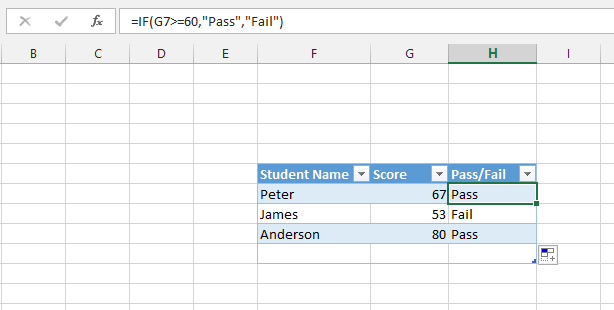 fx =IF(G7>=60,"Pass","Fail")
B C D E F G H I
Student Name Score Pass/Fail
Peter 67 Pass
James 53 Fail
Anderson 80 Pass